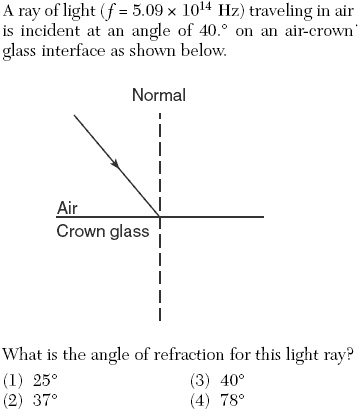 A ray of light (f = 5.09 × 10¹⁴ Hz) traveling in air
is incident at an angle of 40.° on an air-crown
glass interface as shown below.
Normal
Air
Crown glass
What is the angle of refraction for this light ray?
(1) 25° (3) 40°
(2) 37° (4) 78°